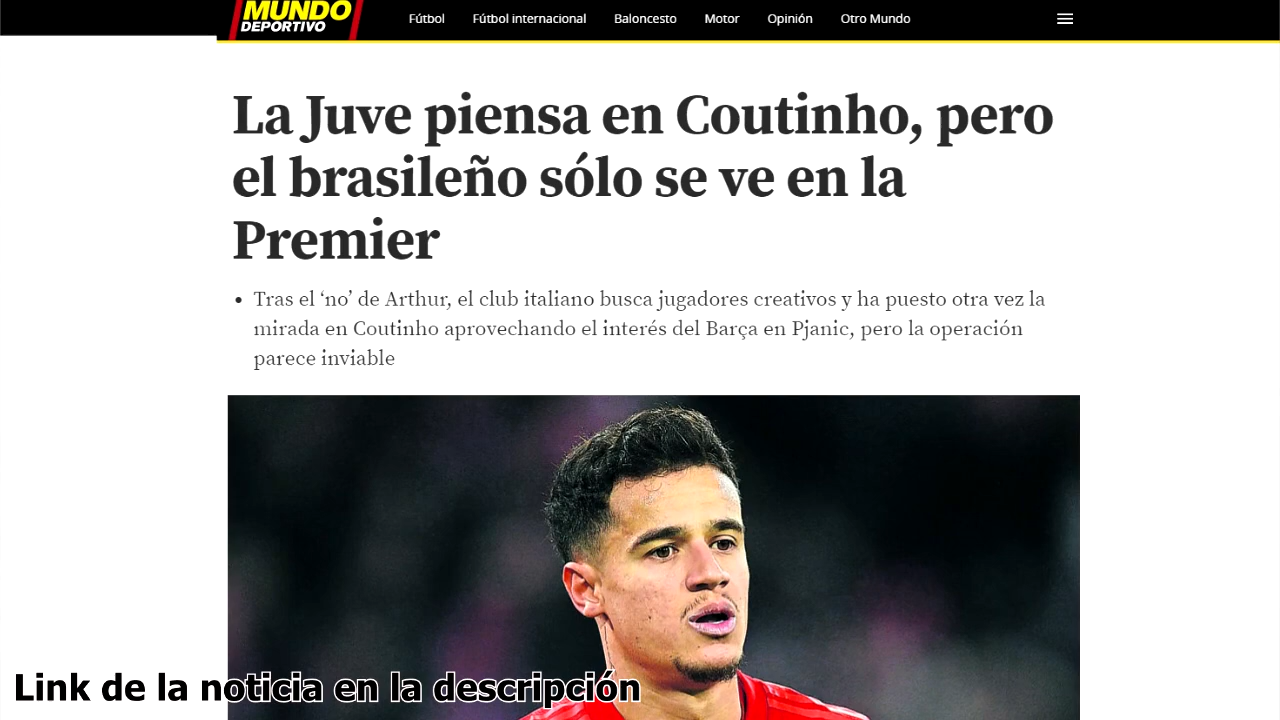 MUNDO
DEPORTIVO
Fútbol Fútbol internacional Baloncesto Motor Opinión Otro Mundo
La Juve piensa en Coutinho, pero
el brasileño sólo se ve en la
Premier
• Tras el ‘no’ de Arthur, el club italiano busca jugadores creativos y ha puesto otra vez la
mirada en Coutinho aprovechando el interés del Barça en Pjanic, pero la operación
parece inviable
Link de la noticia en la descripción